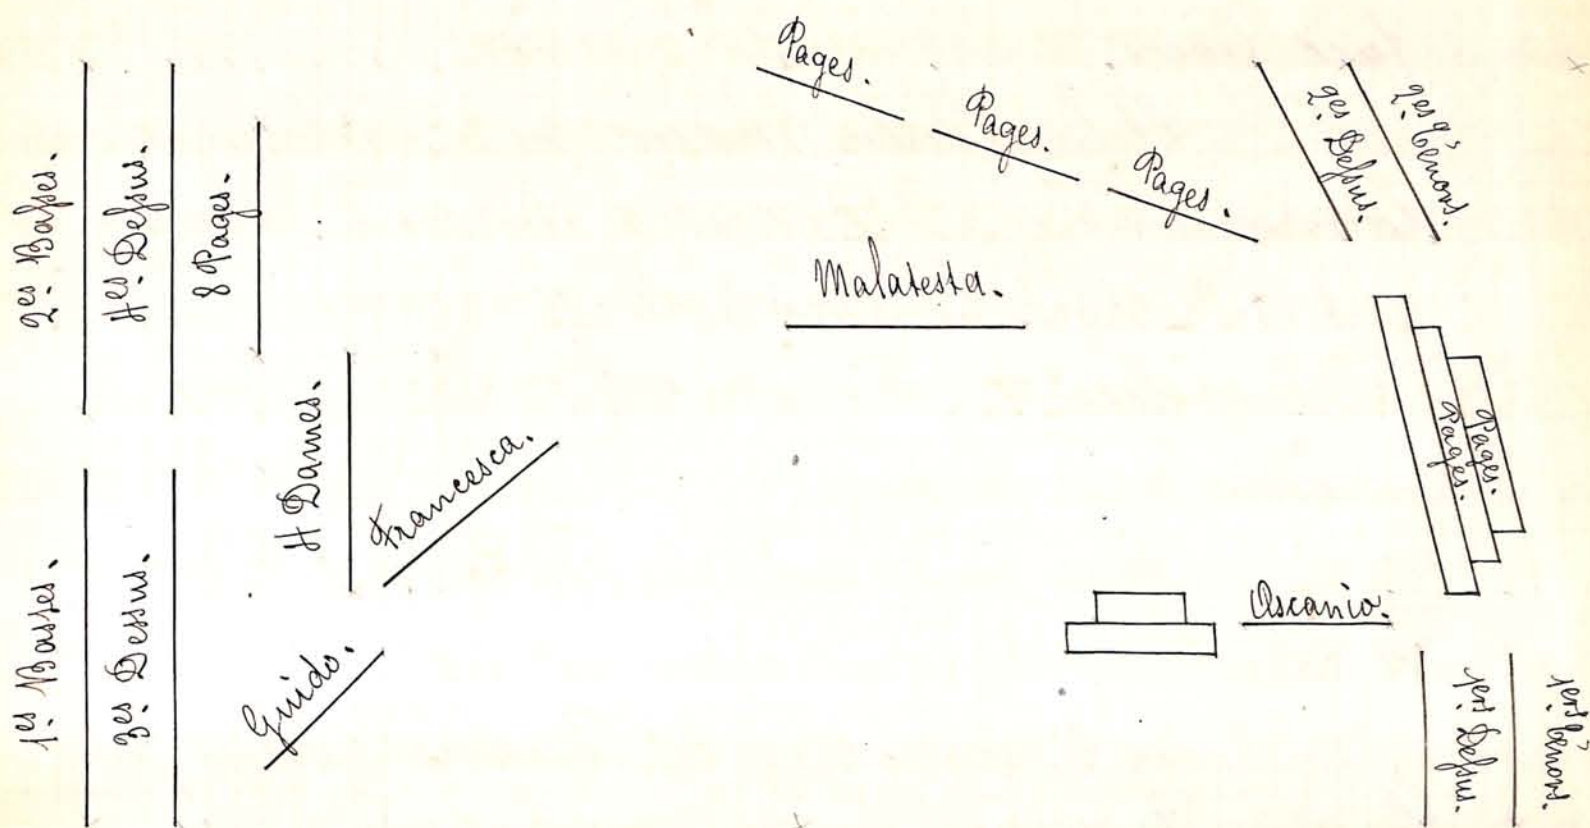 2es. Basses.
4es. Dessus.
8 Pages.
Pages.
Pages.
Pages.
2es. Dessus.
2es. Ténors.
Malatesta.
4 Dames.
Francesca.
Pages.
Pages.
1es. Basses.
3es. Dessus.
Guido.
Ascanio.
1ers. Dessus.
1ers. Ténors.